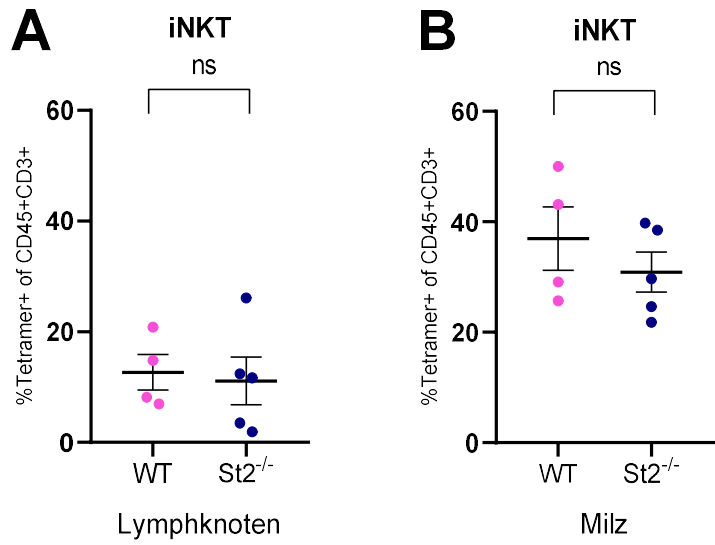 A
iNKT
ns
%Tetramer+ of CD45+CD3+
60
40
20
0
WT St2-/-
Lymphknoten
B
iNKT
ns
%Tetramer+ of CD45+CD3+
60
40
20
0
WT St2-/-
Milz